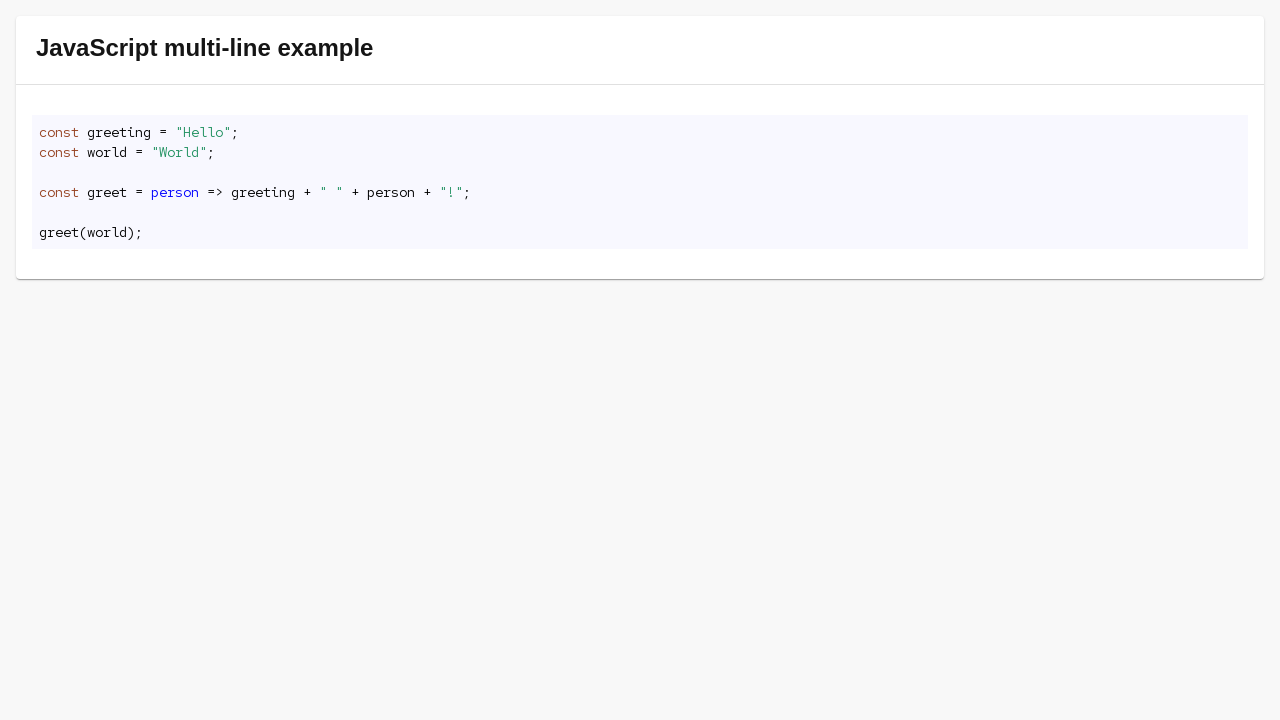 JavaScript multi-line example
const greeting = "Hello";
const world = "World";
const greet = person => greeting + " " + person + "!";
greet(world);